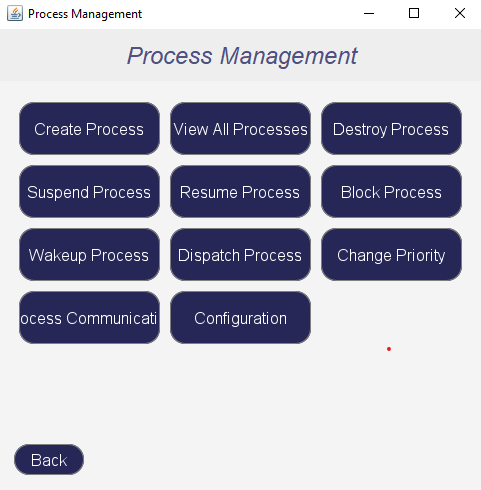 Process Management
Process Management
Create Process
View All Processes
Destroy Process
Suspend Process
Resume Process
Block Process
Wakeup Process
Dispatch Process
Change Priority
ocess Communicati
Configuration
Back